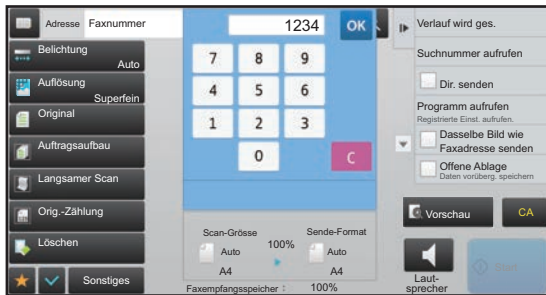 Adresse
Faxnummer
1234
OK
Belichtung
Auto
Auflösung
Superfein
Original
Auftragsaufbau
Langsamer Scan
Orig.-Zählung
Löschen
Sonstiges
7 8 9
4 5 6
1 2 3
0 C
Scan-Grösse
Auto
A4
100%
Sende-Format
Auto
A4
Faxempfangsspeicher : 100%
Verlauf wird ges.
Suchnummer aufrufen
Dir. senden
Programm aufrufen
Registrierte Einst. aufrufen.
Dasselbe Bild wie
Faxadresse senden
Offene Ablage
Daten vorüberg. speichern
Vorschau
CA
Laut-
sprecher
Start